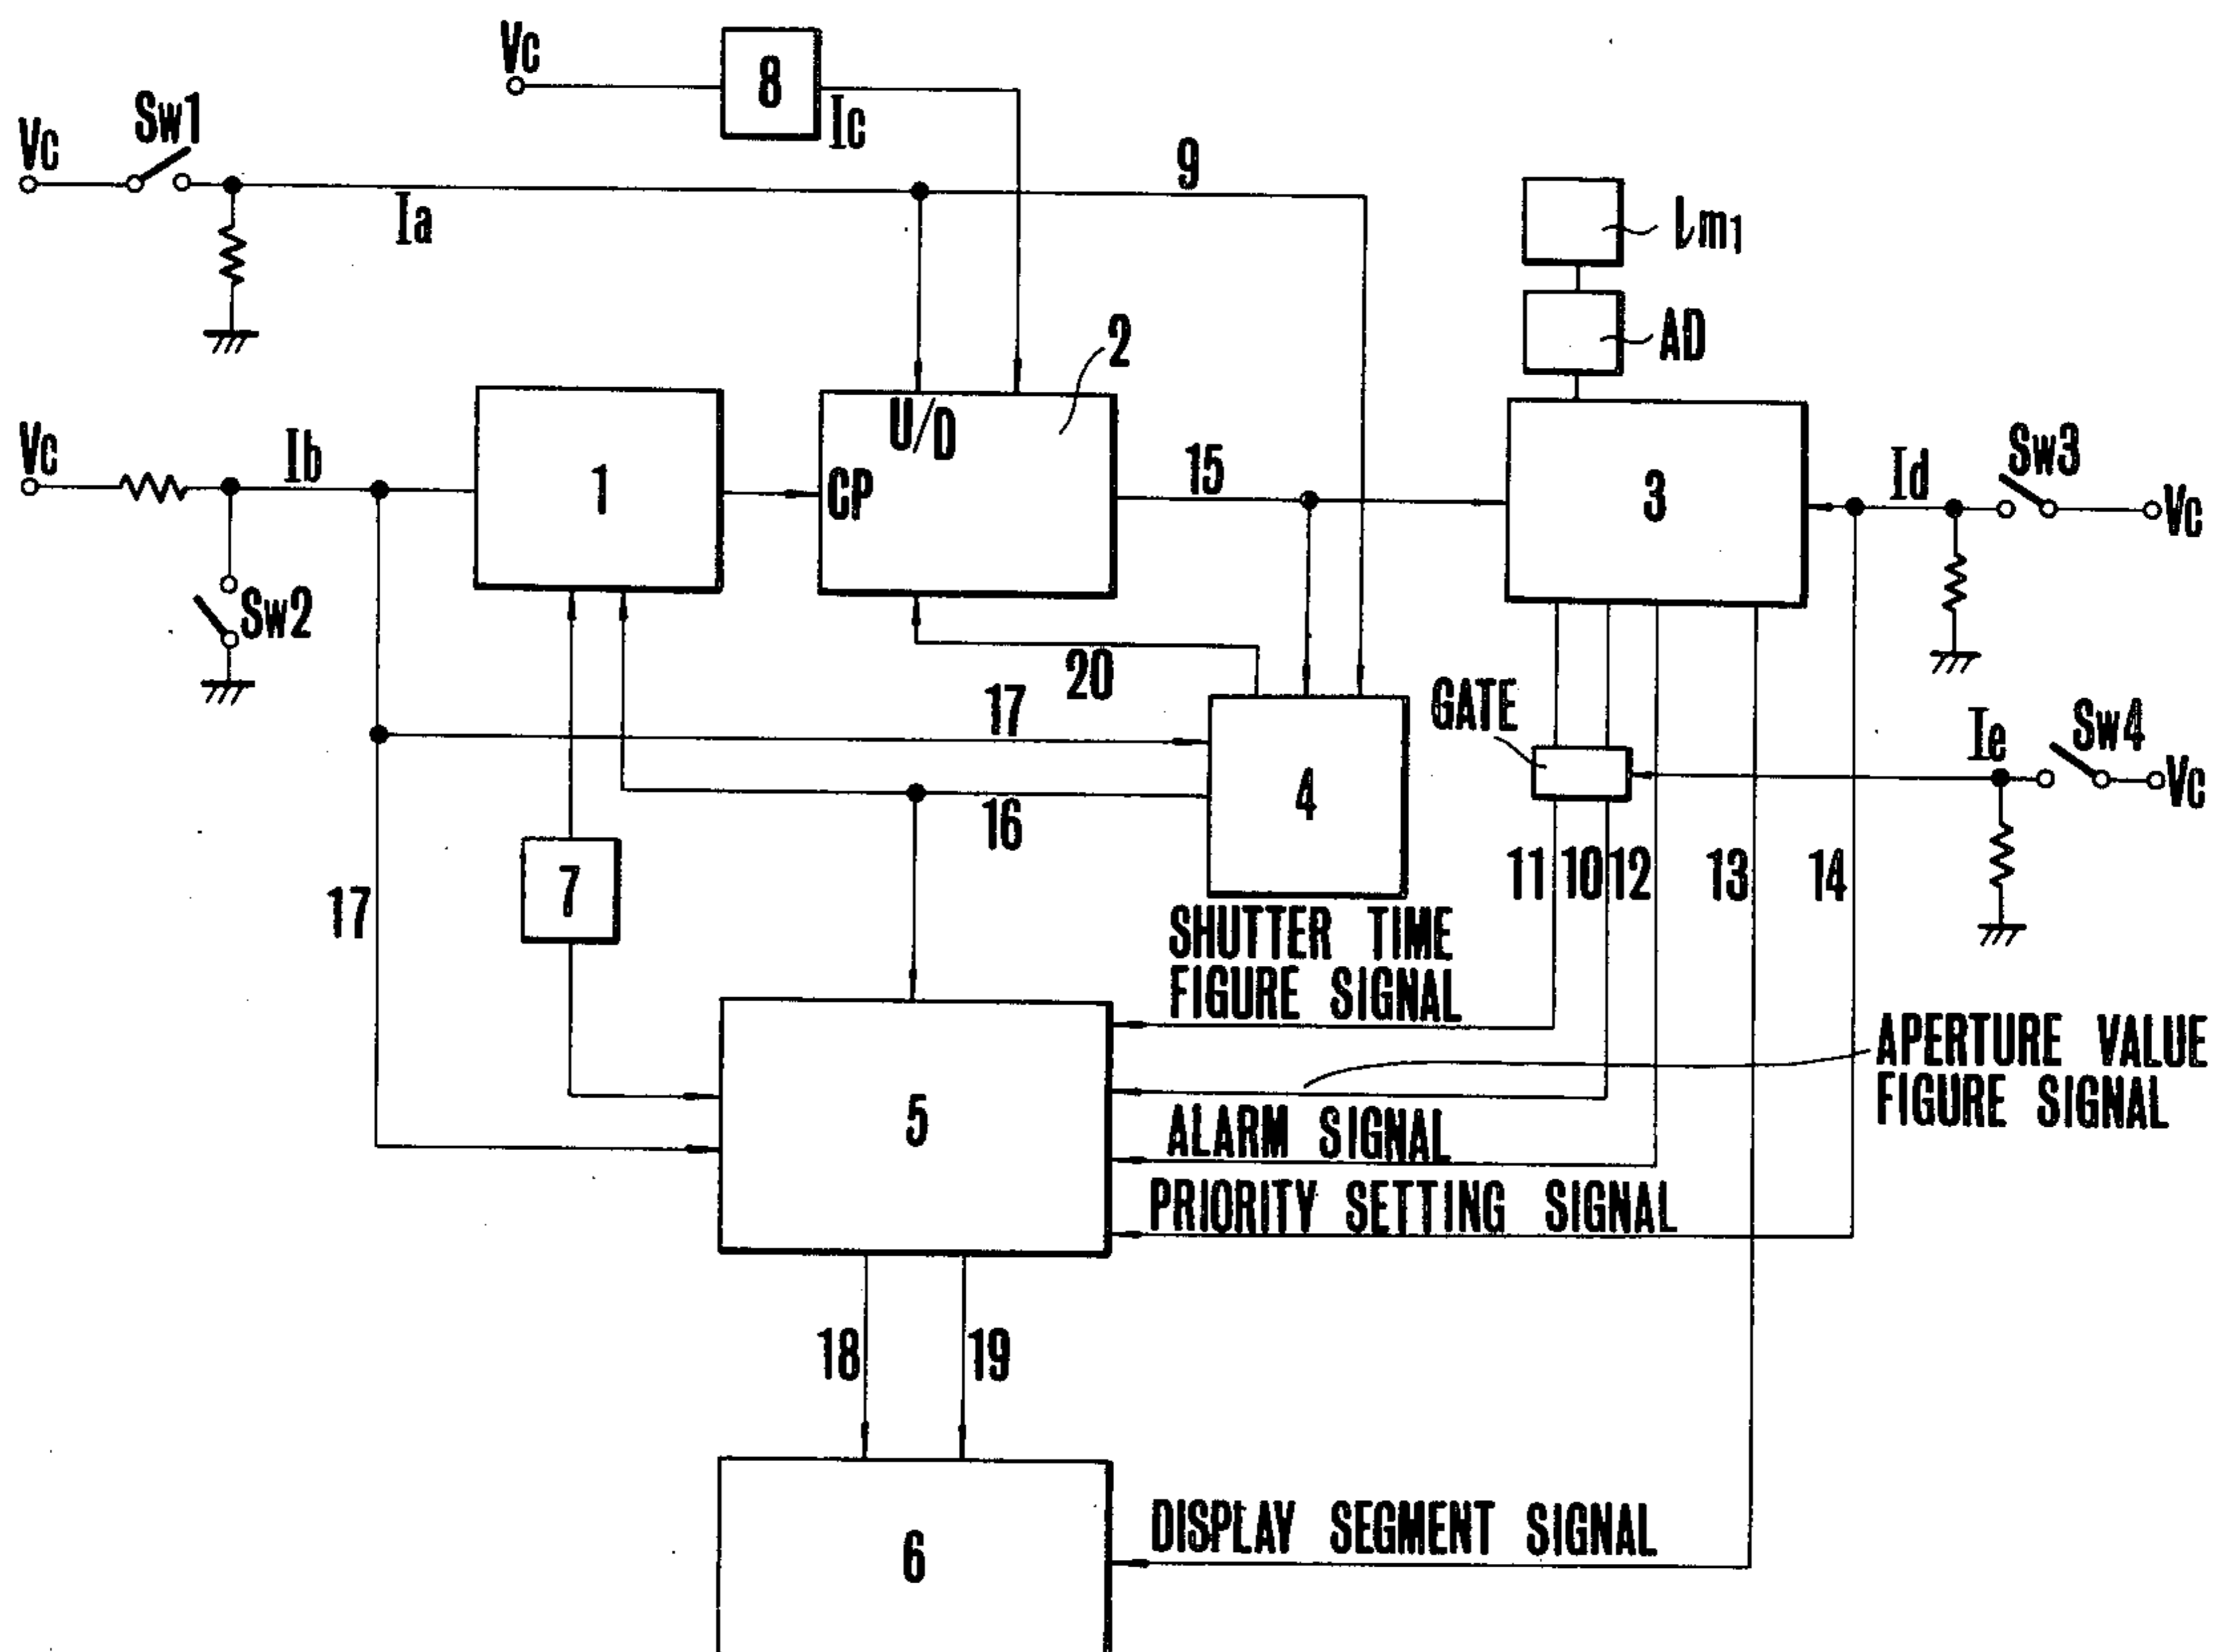 Vc
8
Ic
Sw1
Vc
Ia
9
lm1
AD
2
Vc
Ib
1
U/D
CP
15
3
Id
Sw3
Vc
Sw2
20
17
GATE
Ie
Sw4
Vc
4
16
7
17
11
10
12
13
14
SHUTTER TIME
FIGURE SIGNAL
APERTURE VALUE
FIGURE SIGNAL
5
ALARM SIGNAL
PRIORITY SETTING SIGNAL
18
19
6
DISPLAY SEGMENT SIGNAL